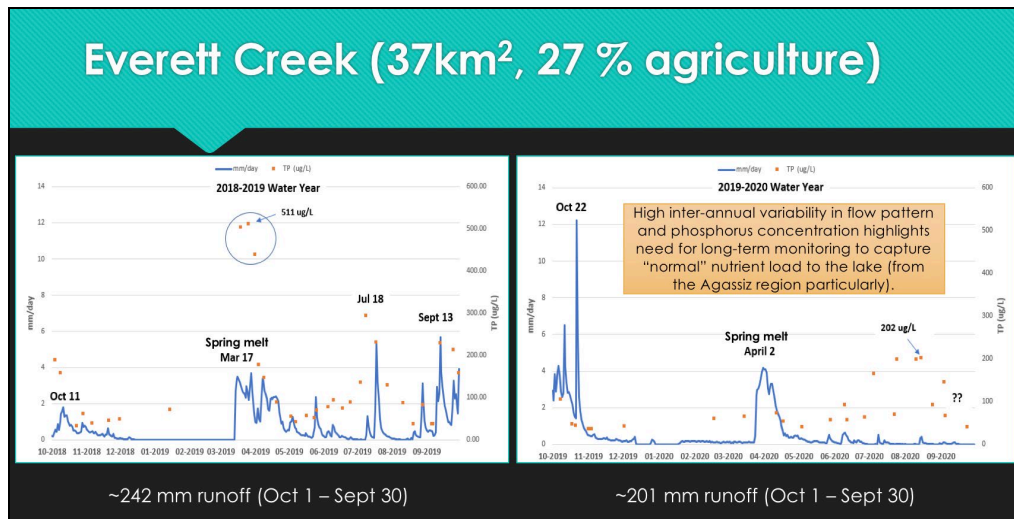 Everett Creek (37km², 27 % agriculture)
mm/day TP (ug/L)
2018-2019 Water Year
14
12
10
8
6
4
2
0
mm/day
600.00
500.00
400.00
300.00
200.00
100.00
0.00
TP (ug/L)
511 ug/L
Jul 18
Sept 13
Spring melt
Mar 17
Oct 11
10-2018 11-2018 12-2018 01-2019 02-2019 03-2019 04-2019 05-2019 06-2019 07-2019 08-2019 09-2019
~242 mm runoff (Oct 1 – Sept 30)
mm/day TP (ug/L)
2019-2020 Water Year
14
12
10
8
6
4
2
0
mm/day
600
500
400
300
200
100
0
TP (ug/L)
Oct 22
High inter-annual variability in flow pattern
and phosphorus concentration highlights
need for long-term monitoring to capture
“normal” nutrient load to the lake (from
the Agassiz region particularly).
202 ug/L
Spring melt
April 2
??
10-2019 11-2019 12-2019 01-2020 02-2020 03-2020 04-2020 05-2020 06-2020 07-2020 08-2020 09-2020
~201 mm runoff (Oct 1 – Sept 30)